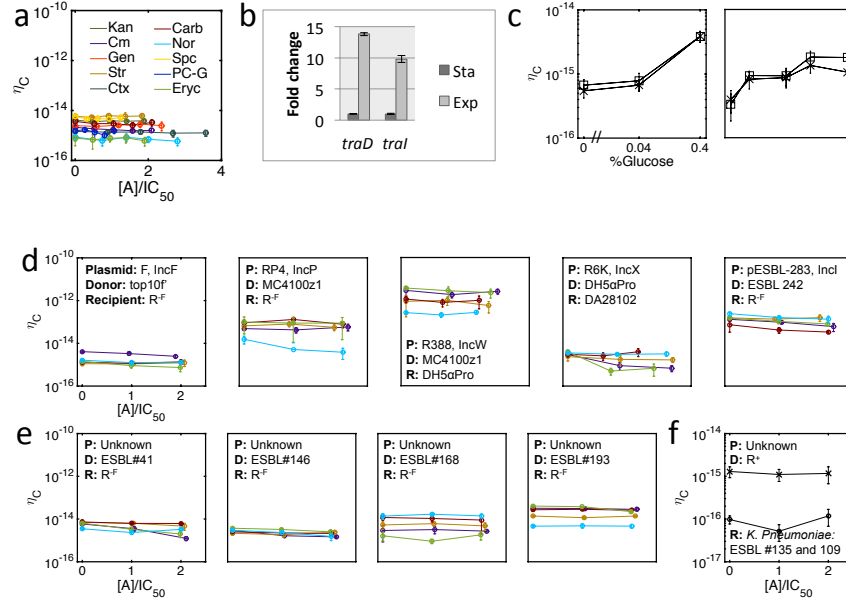 a
Kan
Cm
Gen
Str
Ctx
Carb
Nor
Spc
PC-G
Eryc
10-10
10-12
10-14
10-16
ηC
0 2 4
[A]/IC50
b
Fold change
15
10
5
0
traD traI
Sta
Exp
c
10-14
10-15
10-16
ηC
0 0.04 0.4
%Glucose
d
10-10
10-12
10-14
10-16
ηC
Plasmid: F, IncF
Donor: top10f'
Recipient: R-F
0 1 2
[A]/IC50
P: RP4, IncP
D: MC4100z1
R: R-F
P: R388, IncW
D: MC4100z1
R: DH5αPro
P: R6K, IncX
D: DH5αPro
R: DA28102
P: pESBL-283, IncI
D: ESBL 242
R: R-F
e
10-10
10-12
10-14
10-16
ηC
P: Unknown
D: ESBL#41
R: R-F
0 1 2
[A]/IC50
P: Unknown
D: ESBL#146
R: R-F
P: Unknown
D: ESBL#168
R: R-F
P: Unknown
D: ESBL#193
R: R-F
f
10-14
10-15
10-16
10-17
ηC
P: Unknown
D: R+
R: K. Pneumoniae:
ESBL #135 and 109
0 1 2
[A]/IC50